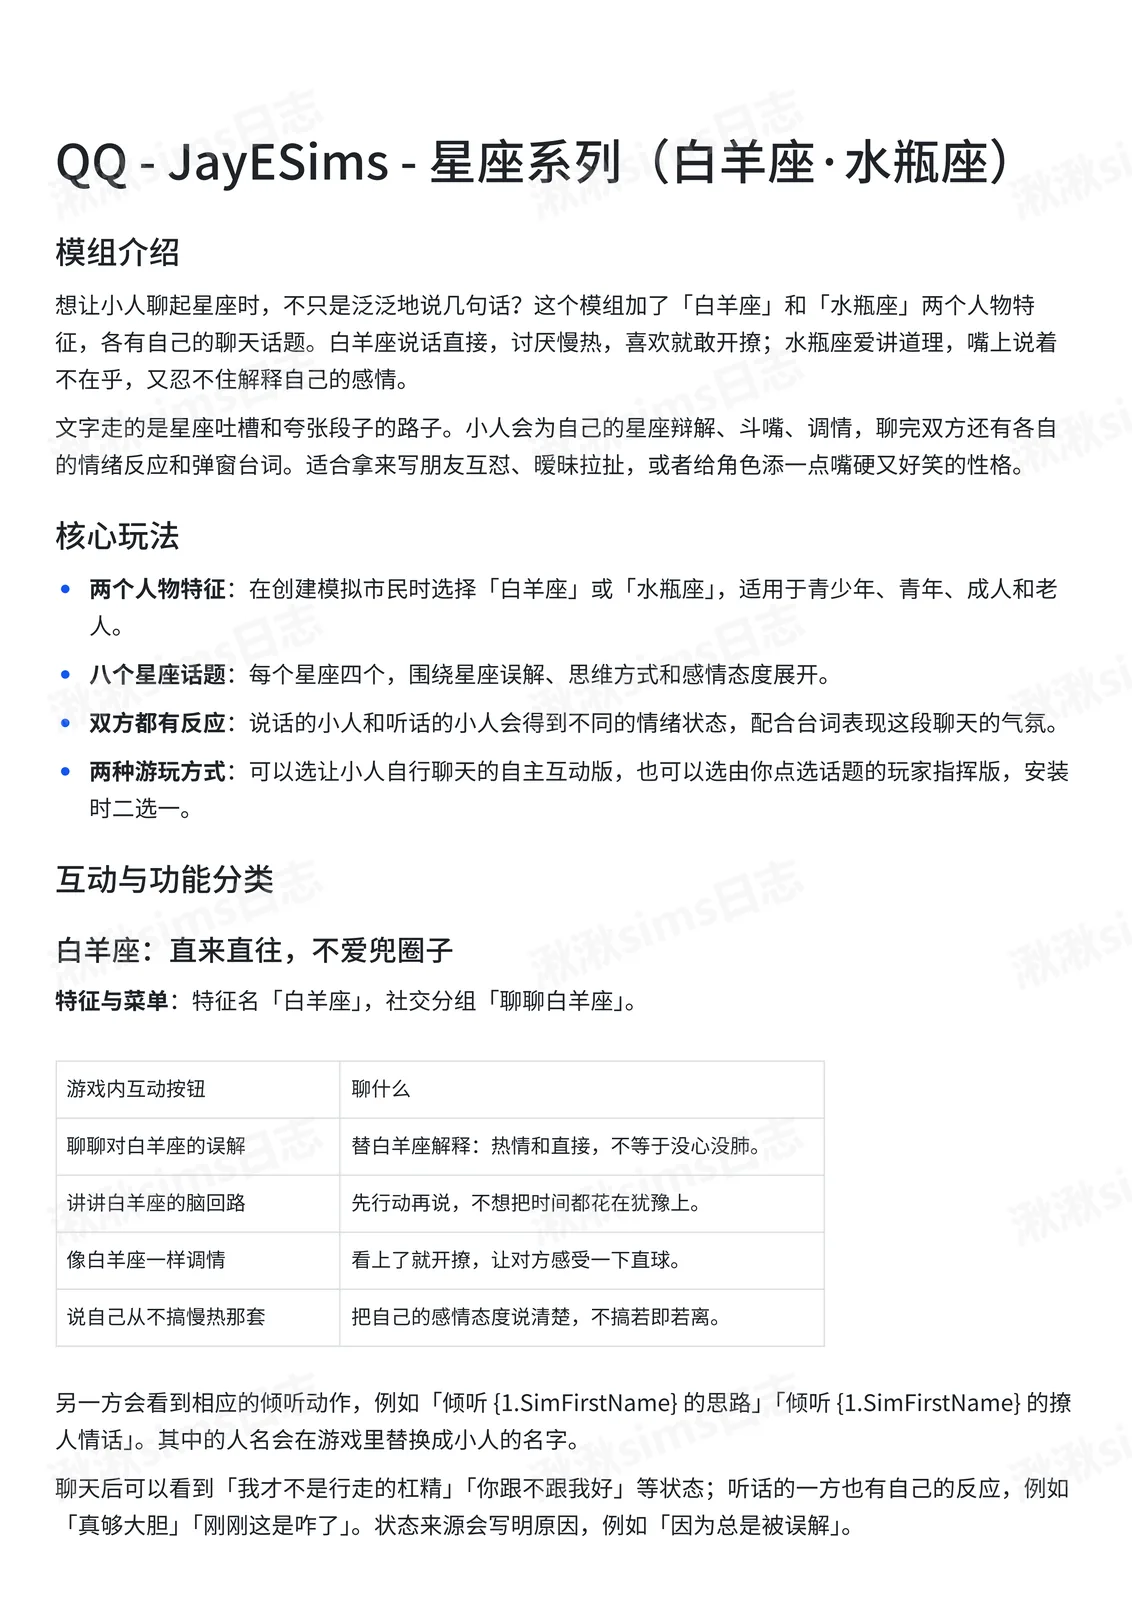 QQ - JayESims - 星座系列（白羊座·水瓶座）
模组介绍
想让小人聊起星座时，不只是泛泛地说几句话？这个模组加了「白羊座」和「水瓶座」两个人物特
征，各有自己的聊天话题。白羊座说话直接，讨厌慢热，喜欢就敢开撩；水瓶座爱讲道理，嘴上说着
不在乎，又忍不住解释自己的感情。
文字走的是星座吐槽和夸张段子的路子。小人会为自己的星座辩解、斗嘴、调情，聊完双方还有各自
的情绪反应和弹窗台词。适合拿来写朋友互怼、暧昧拉扯，或者给角色添一点嘴硬又好笑的性格。
核心玩法
• 两个人物特征：在创建模拟市民时选择「白羊座」或「水瓶座」，适用于青少年、青年、成人和老
人。
• 八个星座话题：每个星座四个，围绕星座误解、思维方式和感情态度展开。
• 双方都有反应：说话的小人和听话的小人会得到不同的情绪状态，配合台词表现这段聊天的气氛。
• 两种游玩方式：可以选让小人自行聊天的自主互动版，也可以选由你点选话题的玩家指挥版，安装
时二选一。
互动与功能分类
白羊座：直来直往，不爱兜圈子
特征与菜单：特征名「白羊座」，社交分组「聊聊白羊座」。
游戏内互动按钮 聊什么
聊聊对白羊座的误解 替白羊座解释：热情和直接，不等于没心没肺。
讲讲白羊座的脑回路 先行动再说，不想把时间都花在犹豫上。
像白羊座一样调情 看上了就开撩，让对方感受一下直球。
说自己从不搞慢热那套 把自己的感情态度说清楚，不搞若即若离。
另一方会看到相应的倾听动作，例如「倾听 {1.SimFirstName} 的思路」「倾听 {1.SimFirstName} 的撩
人情话」。其中的人名会在游戏里替换成小人的名字。
聊天后可以看到「我才不是行走的杠精」「你跟不跟我好」等状态；听话的一方也有自己的反应，例如
「真够大胆」「刚刚这是咋了」。状态来源会写明原因，例如「因为总是被误解」。
湫湫sims日志